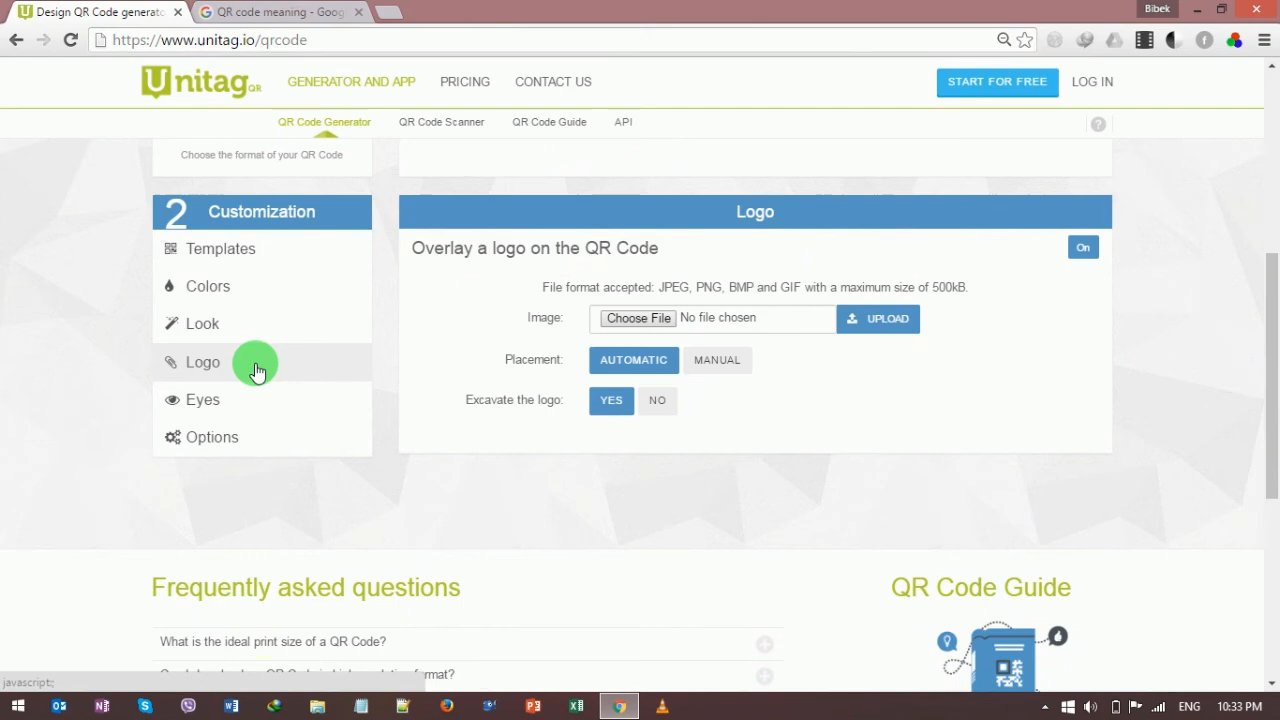 Design QR Code generato
QR code meaning - Goog
Bibek
https://www.unitag.io/qrcode
Unitag QR
GENERATOR AND APP
PRICING
CONTACT US
START FOR FREE
LOG IN
QR Code Generator
QR Code Scanner
QR Code Guide
API
?
Choose the format of your QR Code
2 Customization
Templates
Colors
Look
Logo
Eyes
Options
Logo
Overlay a logo on the QR Code
On
File format accepted: JPEG, PNG, BMP and GIF with a maximum size of 500kB.
Image:
Choose File No file chosen
UPLOAD
Placement:
AUTOMATIC
MANUAL
Excavate the logo:
YES
NO
Frequently asked questions
QR Code Guide
What is the ideal print size of a QR Code?
javascript:;
ENG
10:33 PM